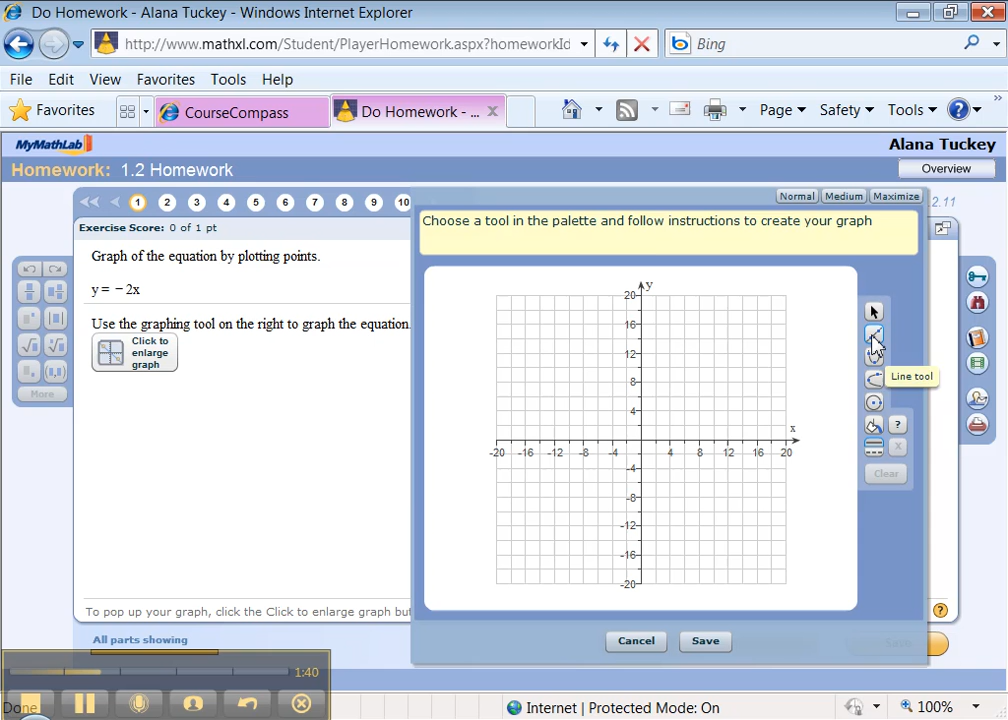 Do Homework - Alana Tuckey - Windows Internet Explorer
http://www.mathxl.com/Student/PlayerHomework.aspx?homeworkId
Bing
File Edit View Favorites Tools Help
Favorites
CourseCompass
Do Homework - ...
Page Safety Tools
MyMathLab
Alana Tuckey
Homework: 1.2 Homework
Overview
1 2 3 4 5 6 7 8 9 10
Normal Medium Maximize
.2.11
Exercise Score: 0 of 1 pt
Choose a tool in the palette and follow instructions to create your graph
Graph of the equation by plotting points.
y = − 2x
Use the graphing tool on the right to graph the equation.
Click to
enlarge
graph
More
y
20
16
12
8
4
x
-20 -16 -12 -8 -4 4 8 12 16 20
-4
-8
-12
-16
-20
Line tool
?
X
Clear
To pop up your graph, click the Click to enlarge graph but
?
All parts showing
Cancel
Save
1:40
Done
Internet | Protected Mode: On
100%